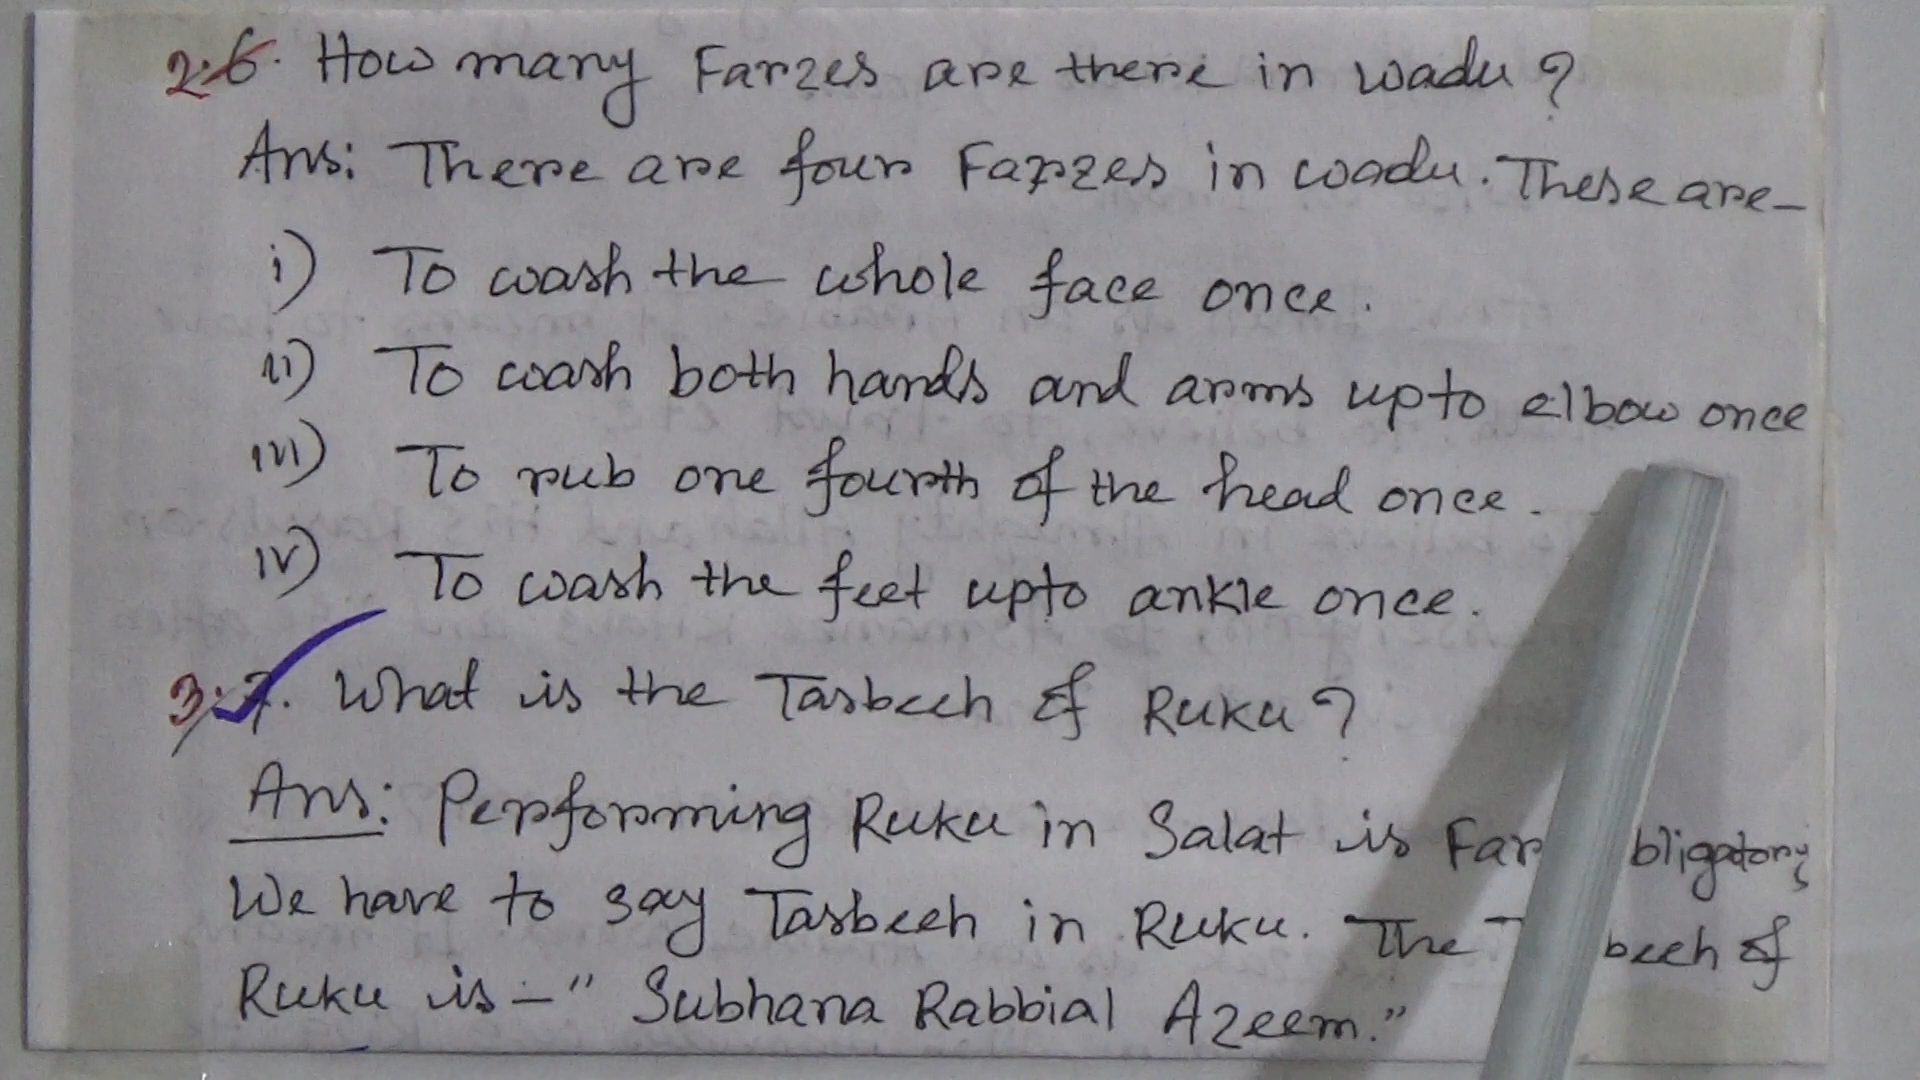 2.6. How many Farzes are there in wadu?
Ans: There are four Farzes in wadu. These are-
i) To wash the whole face once.
ii) To wash both hands and arms upto elbow once
iii) To rub one fourth of the head once.
iv) To wash the feet upto ankle once.
3.7. What is the Tasbeeh of Ruku?
Ans: Performing Ruku in Salat is Far bligatory
We have to say Tasbeeh in Ruku. The T beeh of
Ruku is - "Subhana Rabbial Azeem."